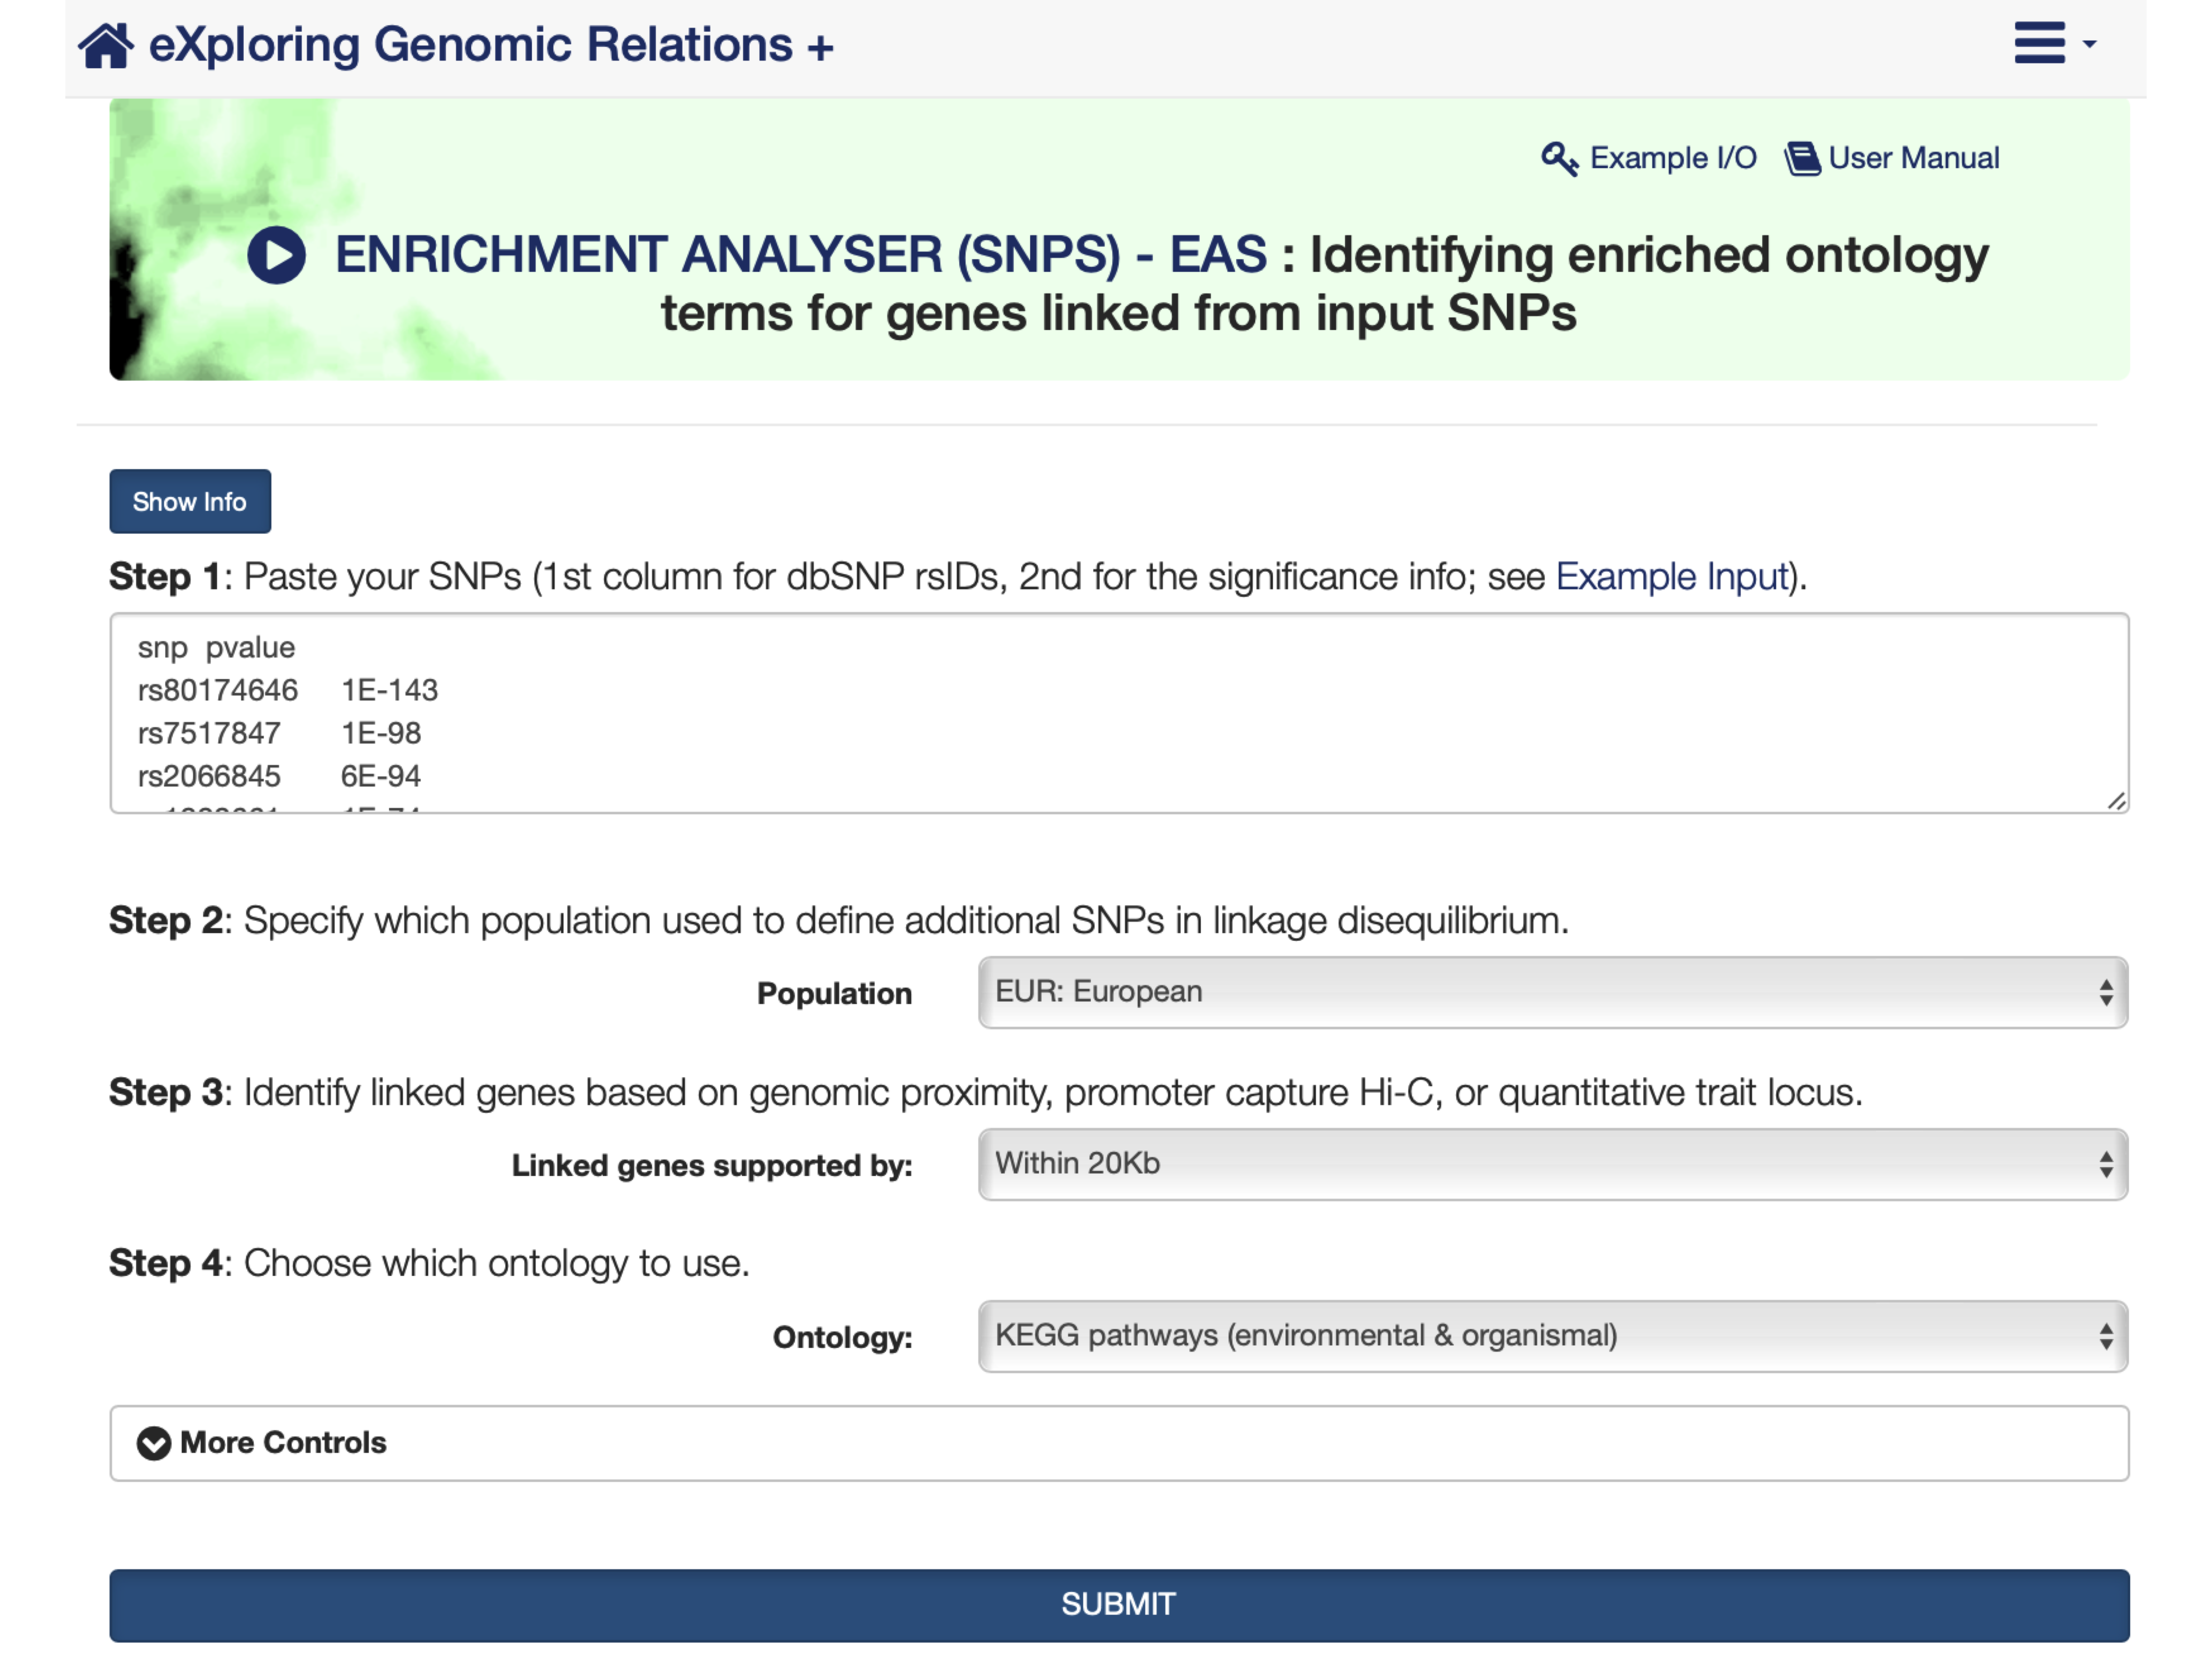 eXploring Genomic Relations +
Example I/O User Manual
ENRICHMENT ANALYSER (SNPS) - EAS : Identifying enriched ontology
terms for genes linked from input SNPs
Show Info
Step 1: Paste your SNPs (1st column for dbSNP rsIDs, 2nd for the significance info; see Example Input).
snp pvalue
rs80174646 1E-143
rs7517847 1E-98
rs2066845 6E-94
Step 2: Specify which population used to define additional SNPs in linkage disequilibrium.
Population EUR: European
Step 3: Identify linked genes based on genomic proximity, promoter capture Hi-C, or quantitative trait locus.
Linked genes supported by: Within 20Kb
Step 4: Choose which ontology to use.
Ontology: KEGG pathways (environmental & organismal)
More Controls
SUBMIT